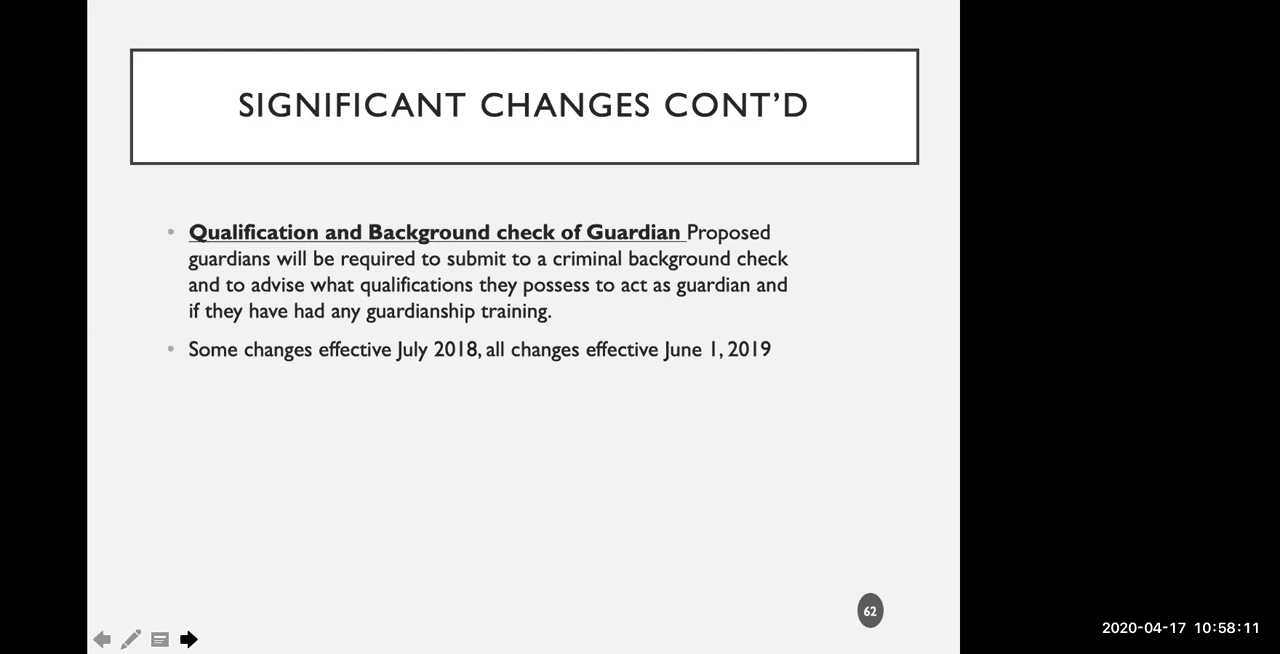 SIGNIFICANT CHANGES CONT’D
Qualification and Background check of Guardian Proposed
guardians will be required to submit to a criminal background check
and to advise what qualifications they possess to act as guardian and
if they have had any guardianship training.
Some changes effective July 2018, all changes effective June 1, 2019
62
2020-04-17 10:58:11